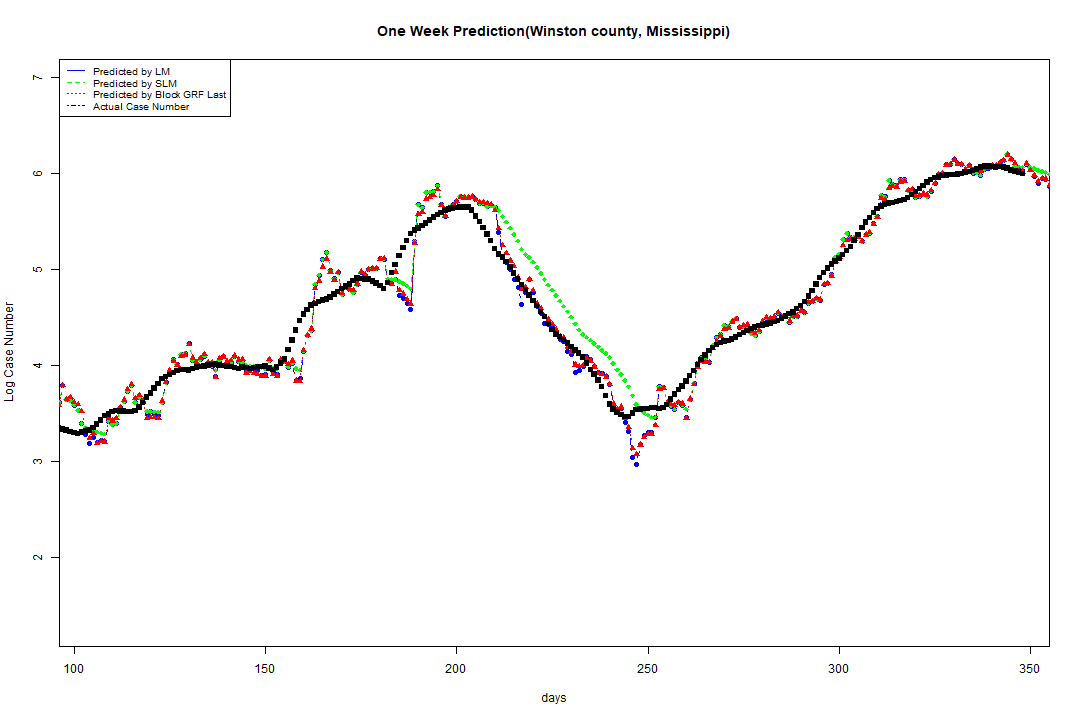 One Week Prediction(Winston county, Mississippi)
Predicted by LM
Predicted by SLM
Predicted by Block GRF Last
Actual Case Number
7
6
5
4
3
2
Log Case Number
100 150 200 250 300 350
days